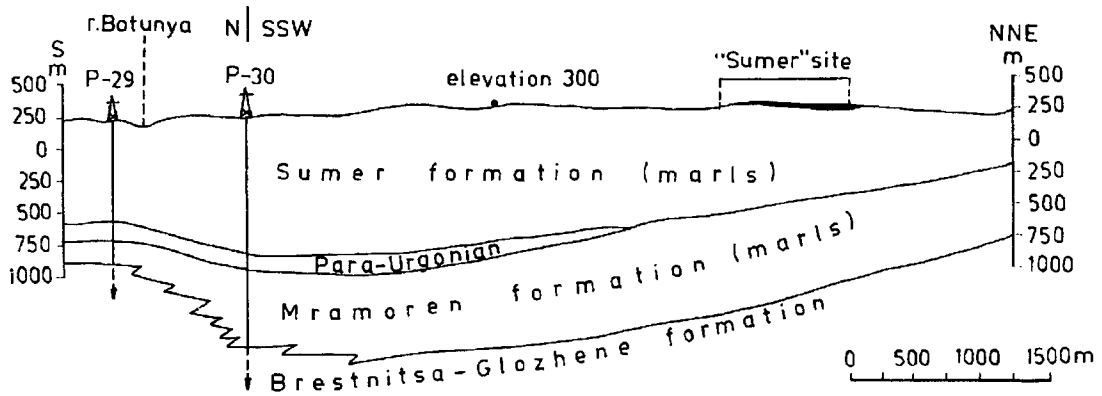 r.Botunya N | SSW
S NNE
m m
P-29 P-30 elevation 300 "Sumer" site
500 500
250 250
0 0
250 250
500 500
750 750
1000 1000
Sumer formation (marls)
Para-Urgonian
Mramoren formation (marls)
Brestnitsa-Glozhene formation
0 500 1000 1500m